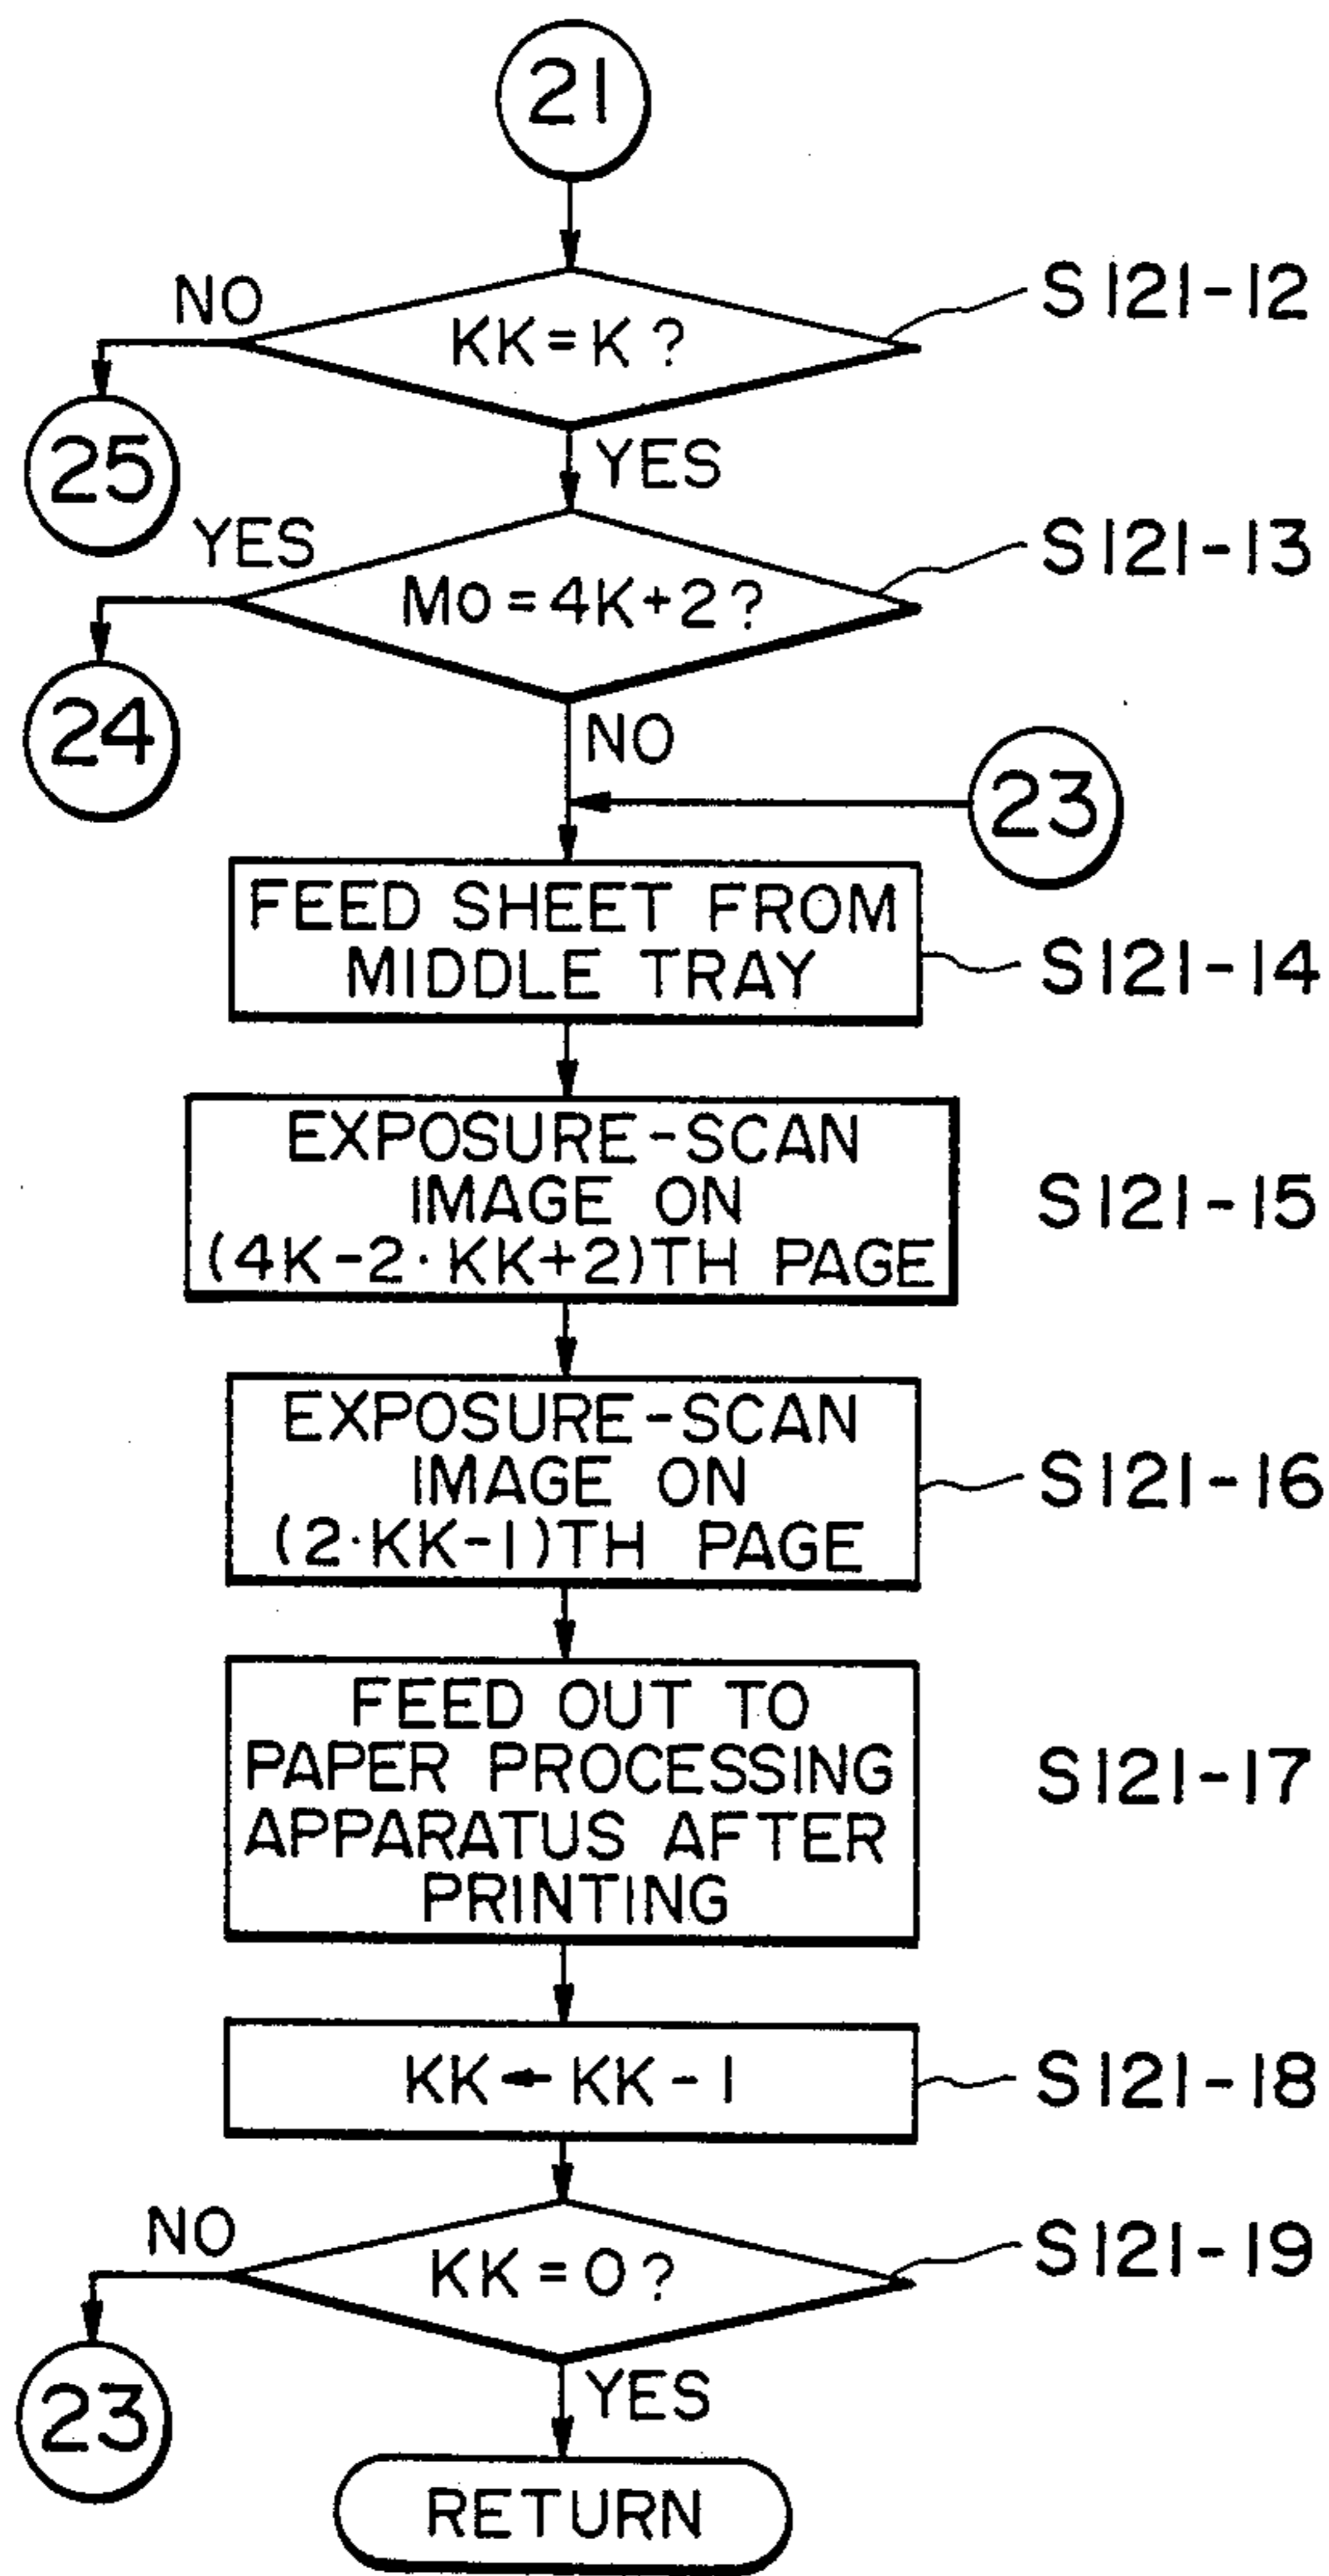 21
NO
KK=K?
S121-12
25
YES
YES
Mo=4K+2?
S121-13
24
NO
23
FEED SHEET FROM
MIDDLE TRAY
S121-14
EXPOSURE-SCAN
IMAGE ON
(4K-2·KK+2)TH PAGE
S121-15
EXPOSURE-SCAN
IMAGE ON
(2·KK-1)TH PAGE
S121-16
FEED OUT TO
PAPER PROCESSING
APPARATUS AFTER
PRINTING
S121-17
KK←KK-1
S121-18
NO
KK=0?
S121-19
23
YES
RETURN